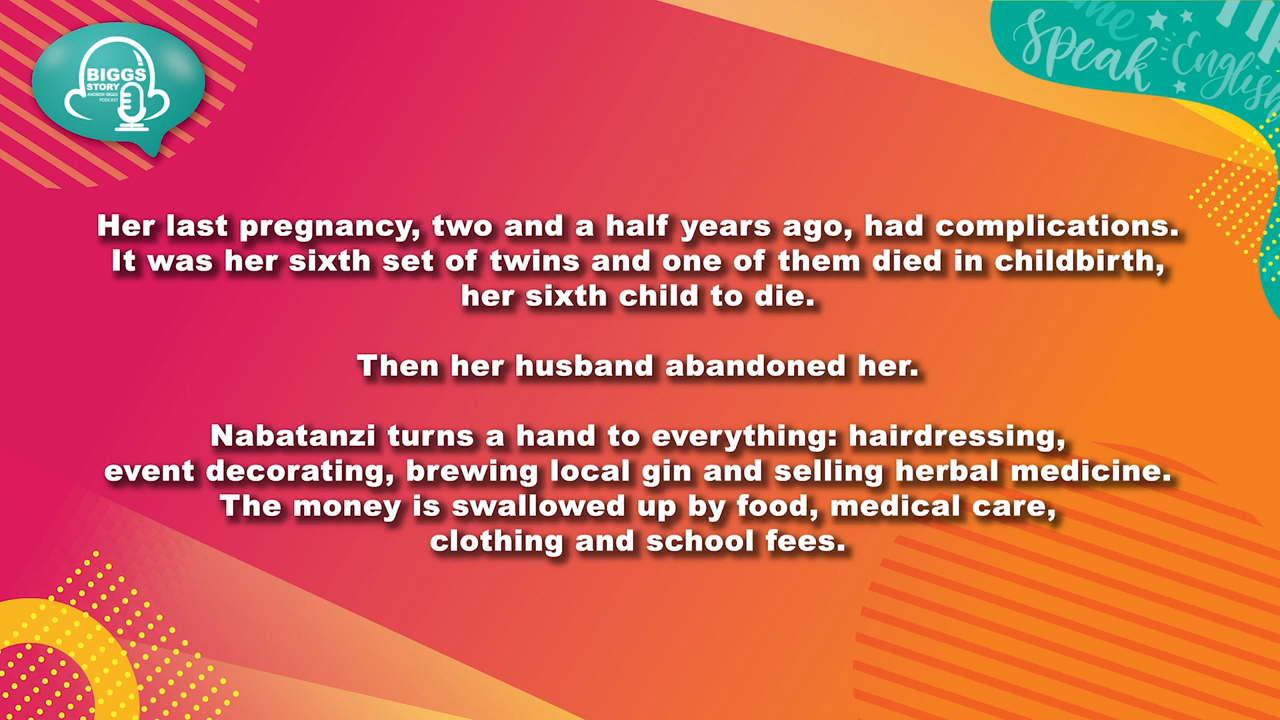 BIGGS
STORY
ANDREW BIGGS
PODCAST
me
Speak English
Her last pregnancy, two and a half years ago, had complications.
It was her sixth set of twins and one of them died in childbirth,
her sixth child to die.
Then her husband abandoned her.
Nabatanzi turns a hand to everything: hairdressing,
event decorating, brewing local gin and selling herbal medicine.
The money is swallowed up by food, medical care,
clothing and school fees.